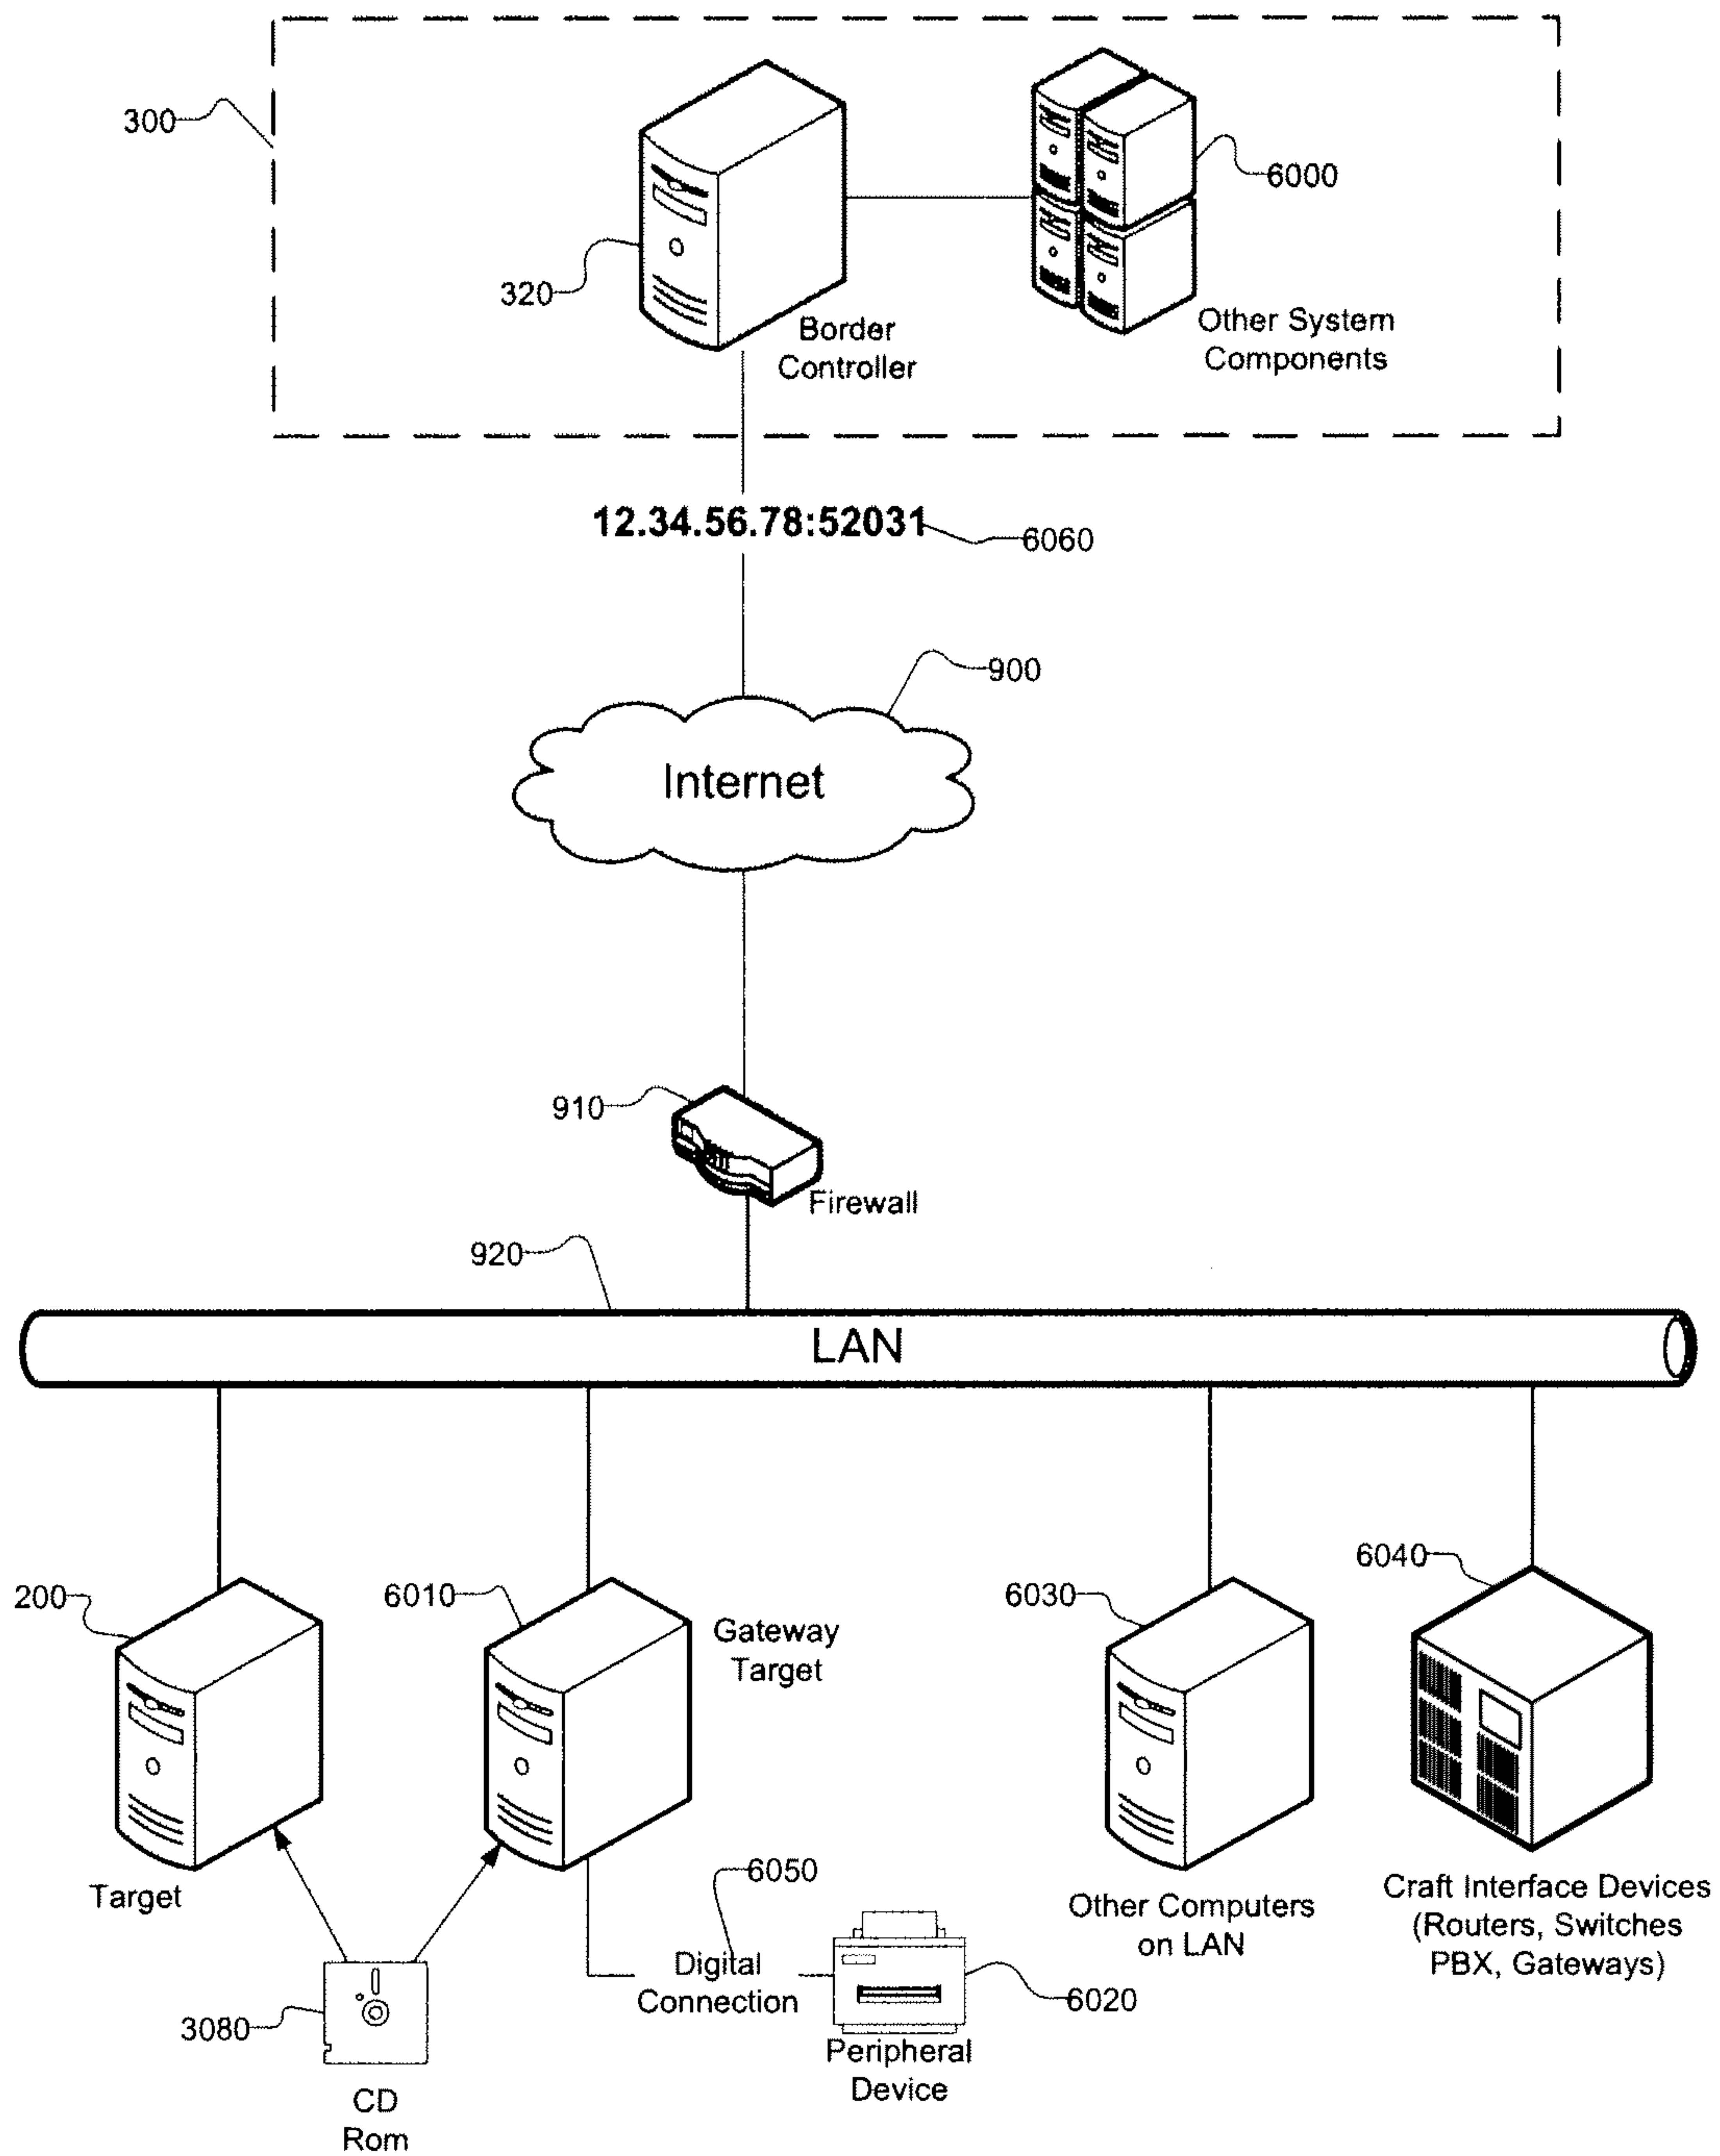 300
6000
320
Border
Controller
Other System
Components
12.34.56.78:52031
6060
900
Internet
910
Firewall
920
LAN
200
6010
Gateway
Target
6030
6040
Target
6050
Digital
Connection
Other Computers
on LAN
Craft Interface Devices
(Routers, Switches
PBX, Gateways)
3080
6020
Peripheral
Device
CD
Rom